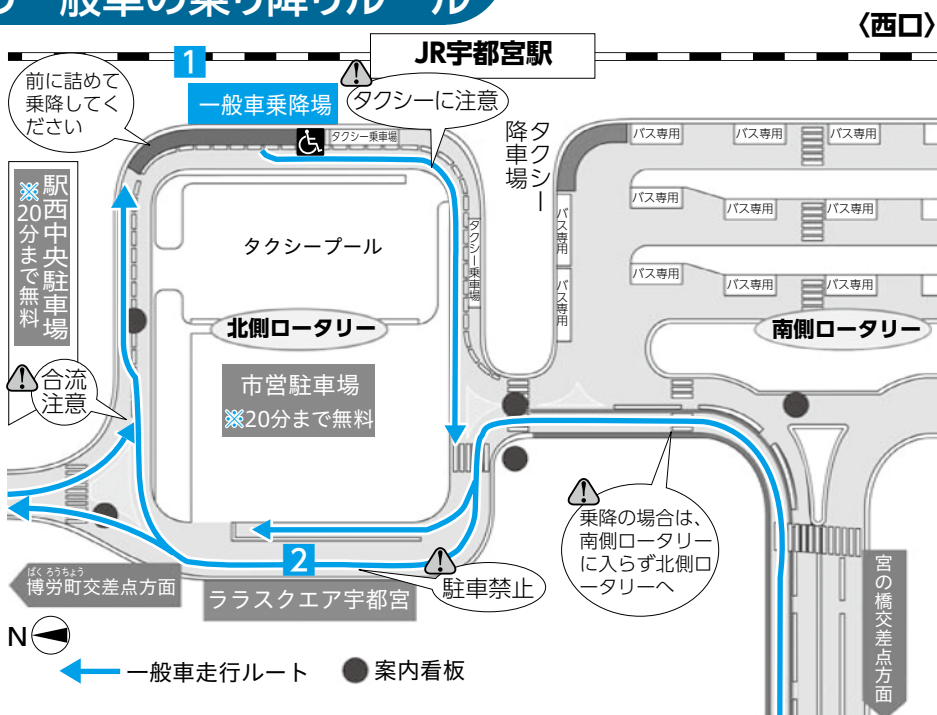 一般車の乗り降りルール
〈西口〉
JR宇都宮駅
1
前に詰めて
乗降してく
ださい
一般車乗降場
タクシーに注意
タクシー乗車場
タクシー
降車場
バス専用
バス専用
バス専用
バス専用
バス専用
バス専用
バス専用
バス専用
バス専用
バス専用
バス専用
タクシー乗車場
駅西中央駐車場
※20分まで無料
タクシープール
北側ロータリー
南側ロータリー
市営駐車場
※20分まで無料
合流
注意
乗降の場合は、
南側ロータリー
に入らず北側ロ
ータリーへ
2
駐車禁止
ララスクエア宇都宮
ばくろうちょう
博労町交差点方面
宮の橋交差点方面
N
一般車走行ルート
案内看板